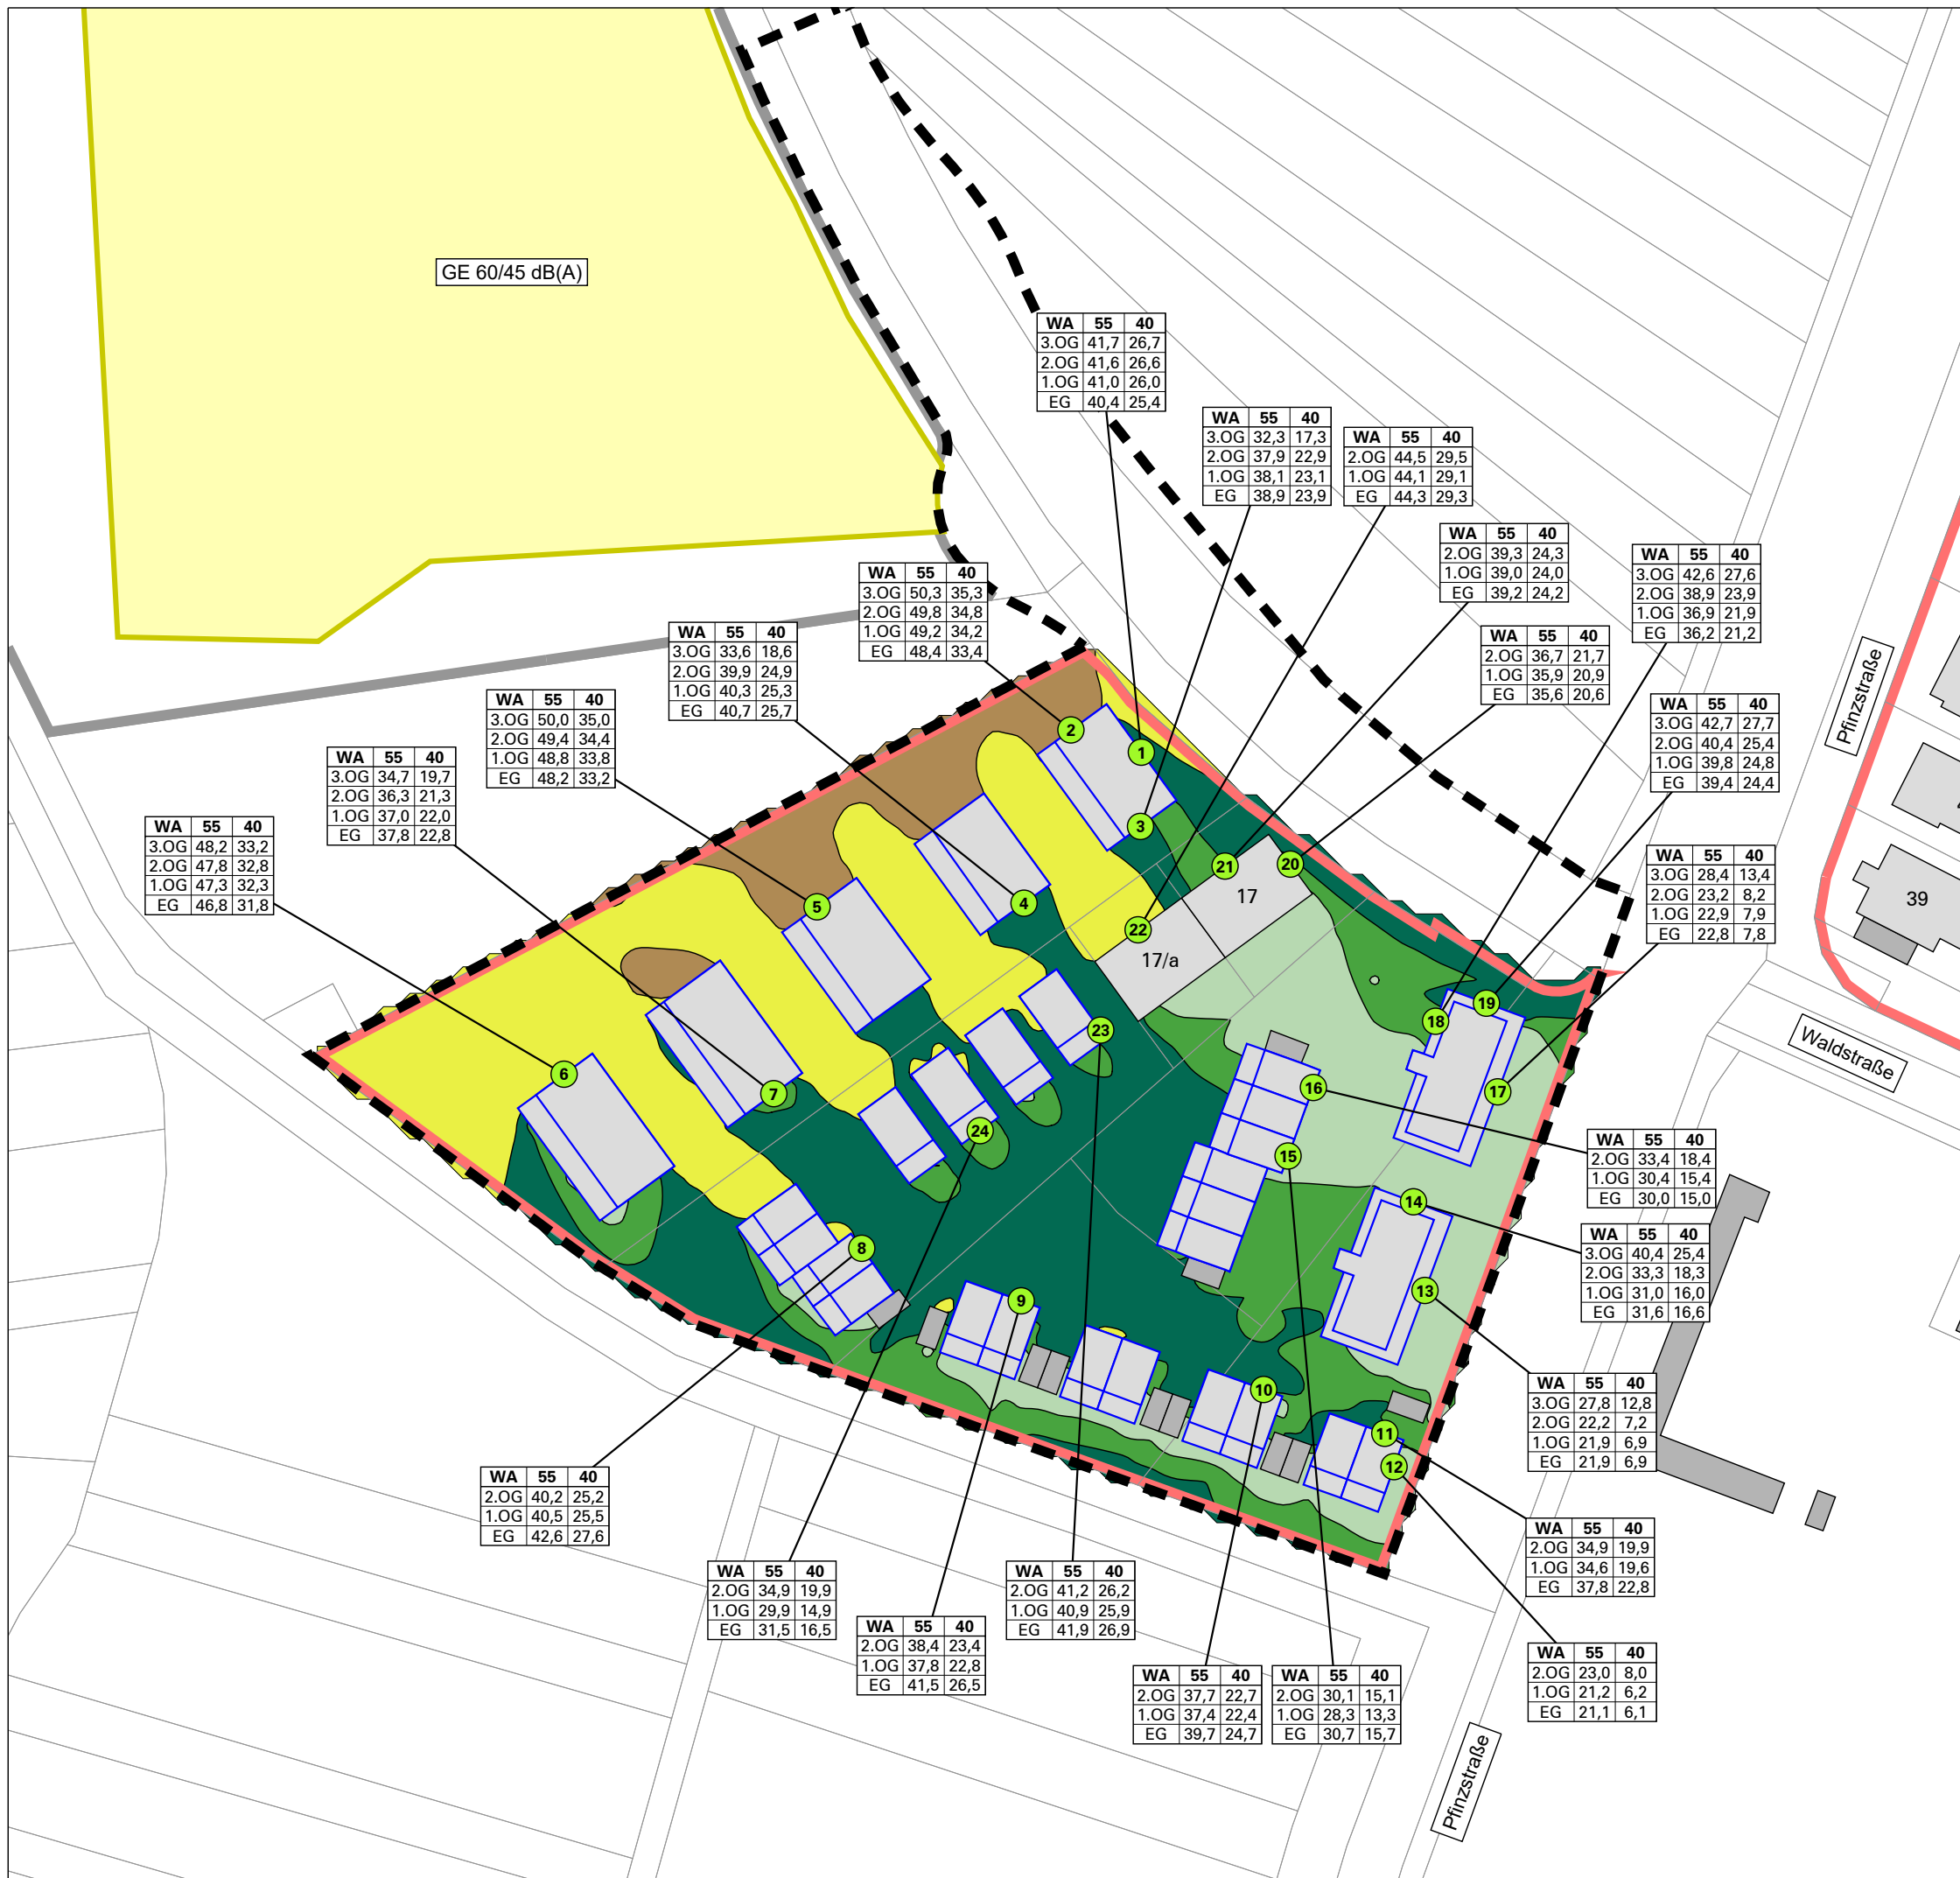 GE 60/45 dB(A)
WA 55 40
3.OG 41,7 26,7
2.OG 41,6 26,6
1.OG 41,0 26,0
EG 40,4 25,4
WA 55 40
3.OG 32,3 17,3
2.OG 37,9 22,9
1.OG 38,1 23,1
EG 38,9 23,9
WA 55 40
2.OG 44,5 29,5
1.OG 44,1 29,1
EG 44,3 29,3
WA 55 40
2.OG 39,3 24,3
1.OG 39,0 24,0
EG 39,2 24,2
WA 55 40
3.OG 42,6 27,6
2.OG 38,9 23,9
1.OG 36,9 21,9
EG 36,2 21,2
WA 55 40
3.OG 50,3 35,3
2.OG 49,8 34,8
1.OG 49,2 34,2
EG 48,4 33,4
WA 55 40
3.OG 33,6 18,6
2.OG 39,9 24,9
1.OG 40,3 25,3
EG 40,7 25,7
WA 55 40
2.OG 36,7 21,7
1.OG 35,9 20,9
EG 35,6 20,6
WA 55 40
3.OG 50,0 35,0
2.OG 49,4 34,4
1.OG 48,8 33,8
EG 48,2 33,2
WA 55 40
3.OG 42,7 27,7
2.OG 40,4 25,4
1.OG 39,8 24,8
EG 39,4 24,4
Pfinzstraße
WA 55 40
3.OG 34,7 19,7
2.OG 36,3 21,3
1.OG 37,0 22,0
EG 37,8 22,8
WA 55 40
3.OG 48,2 33,2
2.OG 47,8 32,8
1.OG 47,3 32,3
EG 46,8 31,8
WA 55 40
3.OG 28,4 13,4
2.OG 23,2 8,2
1.OG 22,9 7,9
EG 22,8 7,8
2
1
3
21
20
17
4
5
39
22
17/a
19
18
23
Waldstraße
6
7
16
17
24
15
14
8
13
9
10
11
12
WA 55 40
2.OG 33,4 18,4
1.OG 30,4 15,4
EG 30,0 15,0
WA 55 40
3.OG 40,4 25,4
2.OG 33,3 18,3
1.OG 31,0 16,0
EG 31,6 16,6
WA 55 40
3.OG 27,8 12,8
2.OG 22,2 7,2
1.OG 21,9 6,9
EG 21,9 6,9
WA 55 40
2.OG 40,2 25,2
1.OG 40,5 25,5
EG 42,6 27,6
WA 55 40
2.OG 34,9 19,9
1.OG 34,6 19,6
EG 37,8 22,8
WA 55 40
2.OG 34,9 19,9
1.OG 29,9 14,9
EG 31,5 16,5
WA 55 40
2.OG 41,2 26,2
1.OG 40,9 25,9
EG 41,9 26,9
WA 55 40
2.OG 38,4 23,4
1.OG 37,8 22,8
EG 41,5 26,5
WA 55 40
2.OG 23,0 8,0
1.OG 21,2 6,2
EG 21,1 6,1
WA 55 40
2.OG 37,7 22,7
1.OG 37,4 22,4
EG 39,7 24,7
WA 55 40
2.OG 30,1 15,1
1.OG 28,3 13,3
EG 30,7 15,7
Pfinzstraße